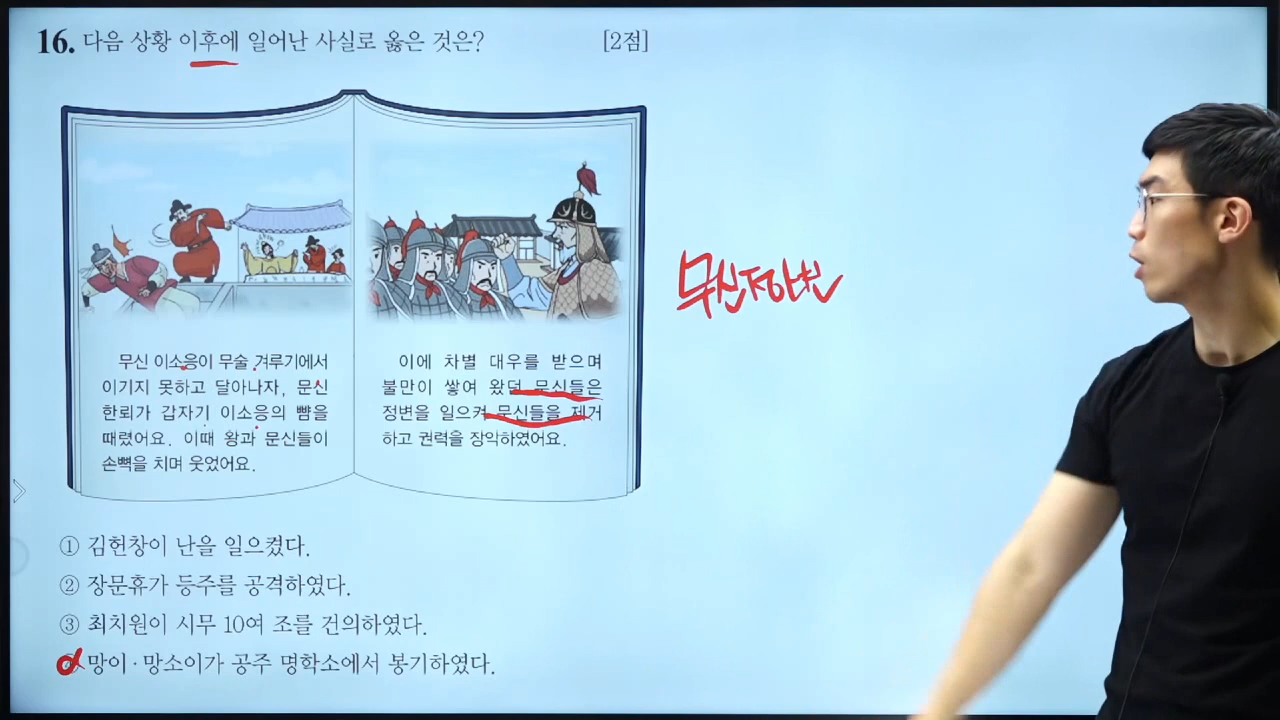 16. 다음 상황 이후에 일어난 사실로 옳은 것은? [2점]
무신 이소응이 무술 겨루기에서
이기지 못하고 달아나자, 문신
한뢰가 갑자기 이소응의 뺨을
때렸어요. 이때 왕과 문신들이
손뼉을 치며 웃었어요.
이에 차별 대우를 받으며
불만이 쌓여 왔던 무신들은
정변을 일으켜 문신들을 제거
하고 권력을 장악하였어요.
무신정변
① 김헌창이 난을 일으켰다.
② 장문휴가 등주를 공격하였다.
③ 최치원이 시무 10여 조를 건의하였다.
④ 망이·망소이가 공주 명학소에서 봉기하였다.